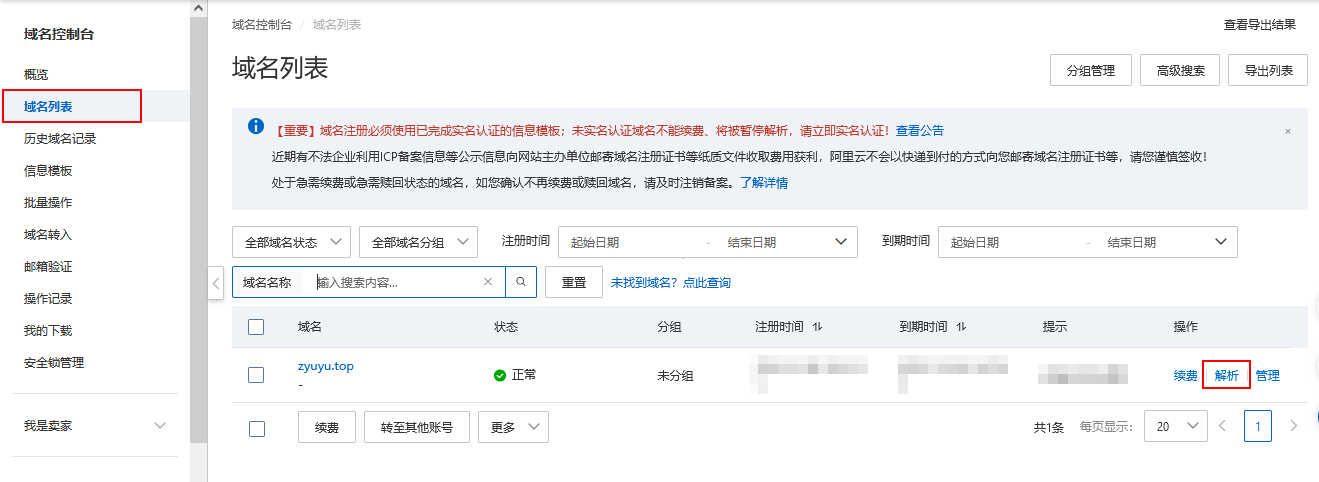 域名控制台
概览
域名列表
历史域名记录
信息模板
批量操作
域名转入
邮箱验证
操作记录
我的下载
安全锁管理
我是卖家
域名控制台 / 域名列表
查看导出结果
域名列表
分组管理 高级搜索 导出列表
【重要】域名注册必须使用已完成实名认证的信息模板；未实名认证域名不能续费、将被暂停解析，请立即实名认证！查看公告
近期有不法企业利用ICP备案信息等公示信息向网站主办单位邮寄域名注册证书等纸质文件收取费用获利，阿里云不会以快递到付的方式向您邮寄域名注册证书等，请您谨慎签收！
处于急需续费或急需赎回状态的域名，如您确认不再续费或赎回域名，请及时注销备案。了解详情
全部域名状态 全部域名分组 注册时间 起始日期 - 结束日期 到期时间 起始日期 - 结束日期
域名名称 输入搜索内容... 重置 未找到域名？点此查询
域名 状态 分组 注册时间 到期时间 提示 操作
zyuyu.top 正常 未分组 续费 解析 管理
-
续费 转至其他账号 更多 共1条 每页显示： 20 1